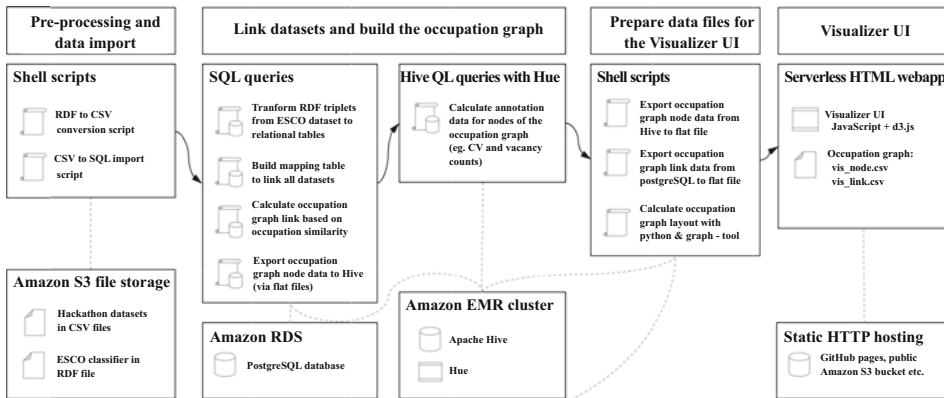 Pre-processing and
data import
Link datasets and build the occupation graph
Prepare data files for
the Visualizer UI
Visualizer UI
Shell scripts
RDF to CSV
conversion script
CSV to SQL import
script
SQL queries
Tranform RDF triplets
from ESCO dataset to
relational tables
Build mapping table
to link all datasets
Calculate occupation
graph link based on
occupation similarity
Export occupation
graph node data to Hive
(via flat files)
Hive QL queries with Hue
Calculate annotation
data for nodes of the
occupation graph
(eg. CV and vacancy
counts)
Shell scripts
Export occupation
graph node data from
Hive to flat file
Export occupation
graph link data from
postgreSQL to flat file
Calculate occupation
graph layout with
python & graph - tool
Serverless HTML webapp
Visualizer UI
JavaScript + d3.js
Occupation graph:
vis_node.csv
vis_link.csv
Amazon S3 file storage
Hackathon datasets
in CSV files
ESCO classifier in
RDF file
Amazon RDS
PostgreSQL database
Amazon EMR cluster
Apache Hive
Hue
Static HTTP hosting
GitHub pages, public
Amazon S3 bucket etc.